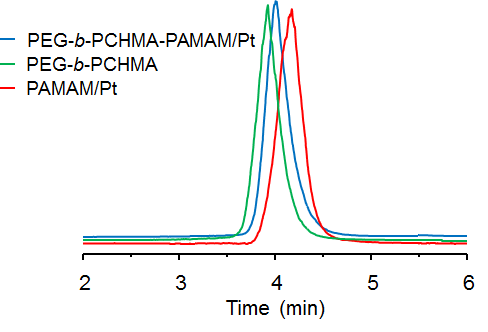 PEG-b-PCHMA-PAMAM/Pt
PEG-b-PCHMA
PAMAM/Pt
2 3 4 5 6
Time (min)